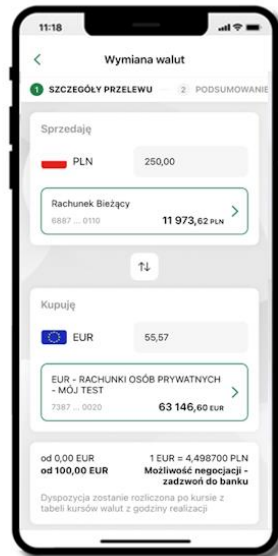 11:18
Wymiana walut
1 SZCZEGÓŁY PRZELEWU 2 PODSUMOWANIE
Sprzedaję
PLN 250,00
Rachunek Bieżący
6887 ... 0110 11 973,62 PLN
Kupuję
EUR 55,57
EUR - RACHUNKI OSÓB PRYWATNYCH
- MÓJ TEST
7387 ... 0020 63 146,60 EUR
od 0,00 EUR 1 EUR = 4,498700 PLN
od 100,00 EUR Możliwość negocjacji -
zadzwoń do banku
Dyspozycja zostanie rozliczona po kursie z
tabeli kursów walut z godziny realizacji